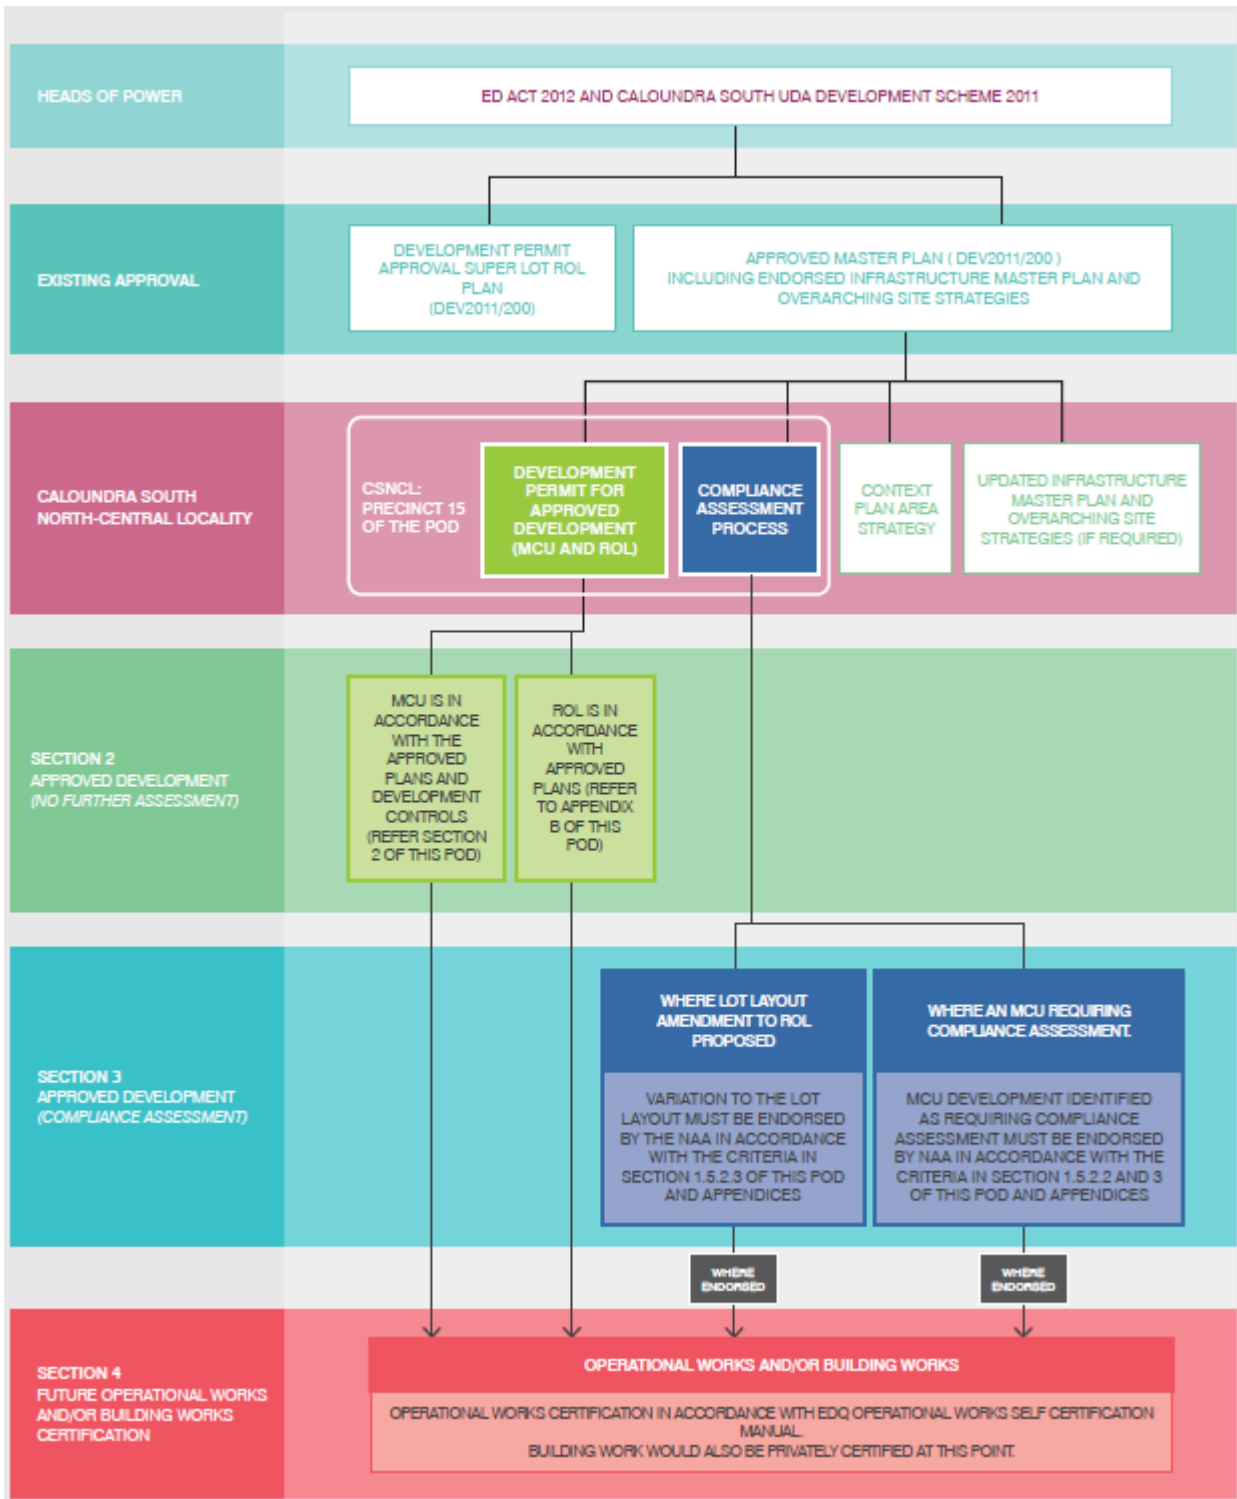 HEADS OF POWER
ED ACT 2012 AND CALOUNDRA SOUTH UDA DEVELOPMENT SCHEME 2011
EXISTING APPROVAL
DEVELOPMENT PERMIT
APPROVAL SUPER LOT ROL
PLAN
(DEV2011/200)
APPROVED MASTER PLAN ( DEV2011/200 )
INCLUDING ENDORSED INFRASTRUCTURE MASTER PLAN AND
OVERARCHING SITE STRATEGIES
CALOUNDRA SOUTH
NORTH-CENTRAL LOCALITY
CSNCL:
PRECINCT 15
OF THE POD
DEVELOPMENT
PERMIT FOR
APPROVED
DEVELOPMENT
(MCU AND ROL)
COMPLIANCE
ASSESSMENT
PROCESS
CONTEXT
PLAN AREA
STRATEGY
UPDATED INFRASTRUCTURE
MASTER PLAN AND
OVERARCHING SITE
STRATEGIES (IF REQUIRED)
SECTION 2
APPROVED DEVELOPMENT
(NO FURTHER ASSESSMENT)
MCU IS IN
ACCORDANCE
WITH THE
APPROVED
PLANS AND
DEVELOPMENT
CONTROLS
(REFER SECTION
2 OF THIS POD)
ROL IS IN
ACCORDANCE
WITH
APPROVED
PLANS (REFER
TO APPENDIX
B OF THIS
POD)
SECTION 3
APPROVED DEVELOPMENT
(COMPLIANCE ASSESSMENT)
WHERE LOT LAYOUT
AMENDMENT TO ROL
PROPOSED
VARIATION TO THE LOT
LAYOUT MUST BE ENDORSED
BY THE NAA IN ACCORDANCE
WITH THE CRITERIA IN
SECTION 1.5.2.3 OF THIS POD
AND APPENDICES
WHERE AN MCU REQUIRING
COMPLIANCE ASSESSMENT.
MCU DEVELOPMENT IDENTIFIED
AS REQUIRING COMPLIANCE
ASSESSMENT MUST BE ENDORSED
BY NAA IN ACCORDANCE WITH THE
CRITERIA IN SECTION 1.5.2.2 AND 3
OF THIS POD AND APPENDICES
WHERE
ENDORSED
WHERE
ENDORSED
SECTION 4
FUTURE OPERATIONAL WORKS
AND/OR BUILDING WORKS
CERTIFICATION
OPERATIONAL WORKS AND/OR BUILDING WORKS
OPERATIONAL WORKS CERTIFICATION IN ACCORDANCE WITH EDQ OPERATIONAL WORKS SELF CERTIFICATION
MANUAL.
BUILDING WORK WOULD ALSO BE PRIVATELY CERTIFIED AT THIS POINT.